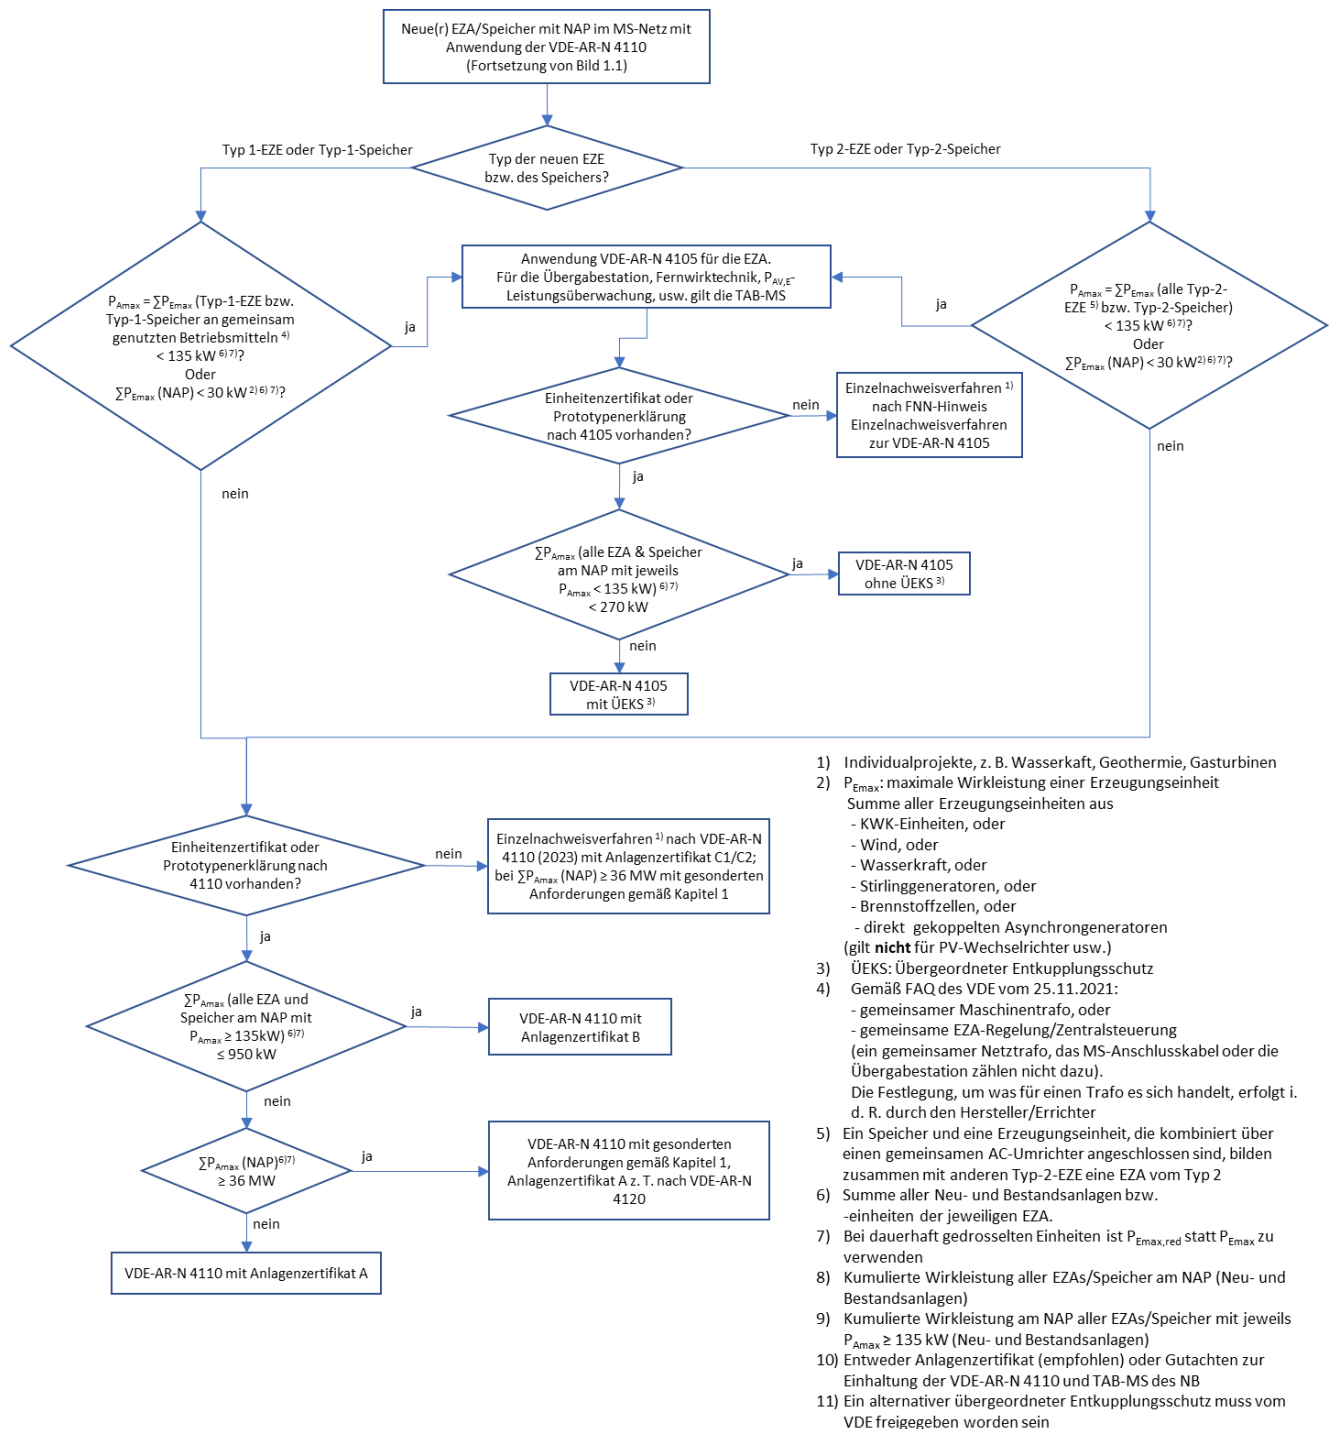 Neue(r) EZA/Speicher mit NAP im MS-Netz mit
Anwendung der VDE-AR-N 4110
(Fortsetzung von Bild 1.1)
Typ 1-EZE oder Typ-1-Speicher
Typ der neuen EZE
bzw. des Speichers?
Typ 2-EZE oder Typ-2-Speicher
P_Amax = ∑P_Emax (Typ-1-EZE bzw.
Typ-1-Speicher an gemeinsam
genutzten Betriebsmitteln ⁴⁾
< 135 kW ⁶⁾ ⁷⁾?
Oder
∑P_Emax (NAP) < 30 kW ²⁾ ⁶⁾ ⁷⁾?
ja
nein
Anwendung VDE-AR-N 4105 für die EZA.
Für die Übergabestation, Fernwirktechnik, P_AV,E-
Leistungsüberwachung, usw. gilt die TAB-MS
P_Amax = ∑P_Emax (alle Typ-2-
EZE ⁵⁾ bzw. Typ-2-Speicher)
< 135 kW ⁶⁾ ⁷⁾?
Oder
∑P_Emax (NAP) < 30 kW ²⁾ ⁶⁾ ⁷⁾?
ja
nein
Einheitenzertifikat oder
Prototypenerklärung
nach 4105 vorhanden?
nein
Einzelnachweisverfahren ¹⁾
nach FNN-Hinweis
Einzelnachweisverfahren
zur VDE-AR-N 4105
ja
∑P_Amax (alle EZA & Speicher
am NAP mit jeweils
P_Amax < 135 kW) ⁶⁾ ⁷⁾
< 270 kW
ja
VDE-AR-N 4105
ohne ÜEKS ³⁾
nein
VDE-AR-N 4105
mit ÜEKS ³⁾
Einheitenzertifikat oder
Prototypenerklärung nach
4110 vorhanden?
nein
Einzelnachweisverfahren ¹⁾ nach VDE-AR-N
4110 (2023) mit Anlagenzertifikat C1/C2;
bei ∑P_Amax (NAP) ≥ 36 MW mit gesonderten
Anforderungen gemäß Kapitel 1
ja
∑P_Amax (alle EZA und
Speicher am NAP mit
P_Amax ≥ 135kW) ⁶⁾⁷⁾
≤ 950 kW
ja
VDE-AR-N 4110 mit
Anlagenzertifikat B
nein
∑P_Amax (NAP)⁶⁾⁷⁾
≥ 36 MW
ja
VDE-AR-N 4110 mit gesonderten
Anforderungen gemäß Kapitel 1,
Anlagenzertifikat A z. T. nach VDE-AR-N
4120
nein
VDE-AR-N 4110 mit Anlagenzertifikat A
1) Individualprojekte, z. B. Wasserkaft, Geothermie, Gasturbinen
2) P_Emax: maximale Wirkleistung einer Erzeugungseinheit
Summe aller Erzeugungseinheiten aus
- KWK-Einheiten, oder
- Wind, oder
- Wasserkraft, oder
- Stirlinggeneratoren, oder
- Brennstoffzellen, oder
- direkt gekoppelten Asynchrongeneratoren
(gilt nicht für PV-Wechselrichter usw.)
3) ÜEKS: Übergeordneter Entkupplungsschutz
4) Gemäß FAQ des VDE vom 25.11.2021:
- gemeinsamer Maschinentrafo, oder
- gemeinsame EZA-Regelung/Zentralsteuerung
(ein gemeinsamer Netztrafo, das MS-Anschlusskabel oder die
Übergabestation zählen nicht dazu).
Die Festlegung, um was für einen Trafo es sich handelt, erfolgt i.
d. R. durch den Hersteller/Errichter
5) Ein Speicher und eine Erzeugungseinheit, die kombiniert über
einen gemeinsamen AC-Umrichter angeschlossen sind, bilden
zusammen mit anderen Typ-2-EZE eine EZA vom Typ 2
6) Summe aller Neu- und Bestandsanlagen bzw.
-einheiten der jeweiligen EZA.
7) Bei dauerhaft gedrosselten Einheiten ist P_Emax,red statt P_Emax zu
verwenden
8) Kumulierte Wirkleistung aller EZAs/Speicher am NAP (Neu- und
Bestandsanlagen)
9) Kumulierte Wirkleistung am NAP aller EZAs/Speicher mit jeweils
P_Amax ≥ 135 kW (Neu- und Bestandsanlagen)
10) Entweder Anlagenzertifikat (empfohlen) oder Gutachten zur
Einhaltung der VDE-AR-N 4110 und TAB-MS des NB
11) Ein alternativer übergeordneter Entkupplungsschutz muss vom
VDE freigegeben worden sein